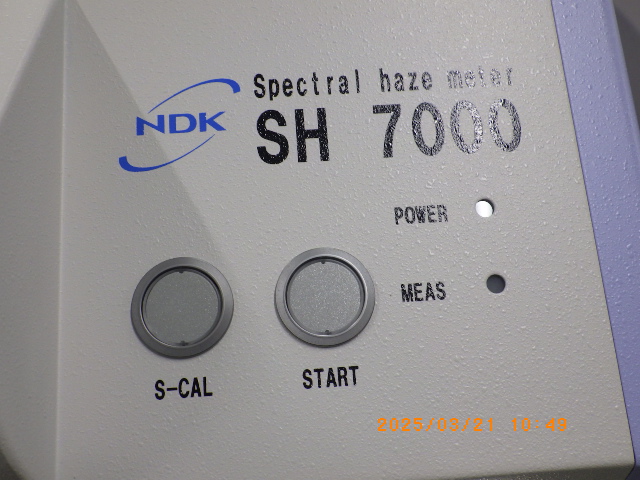 Spectral haze meter
NDK
SH 7000
POWER
MEAS
S-CAL
START
2025/03/21 10:49